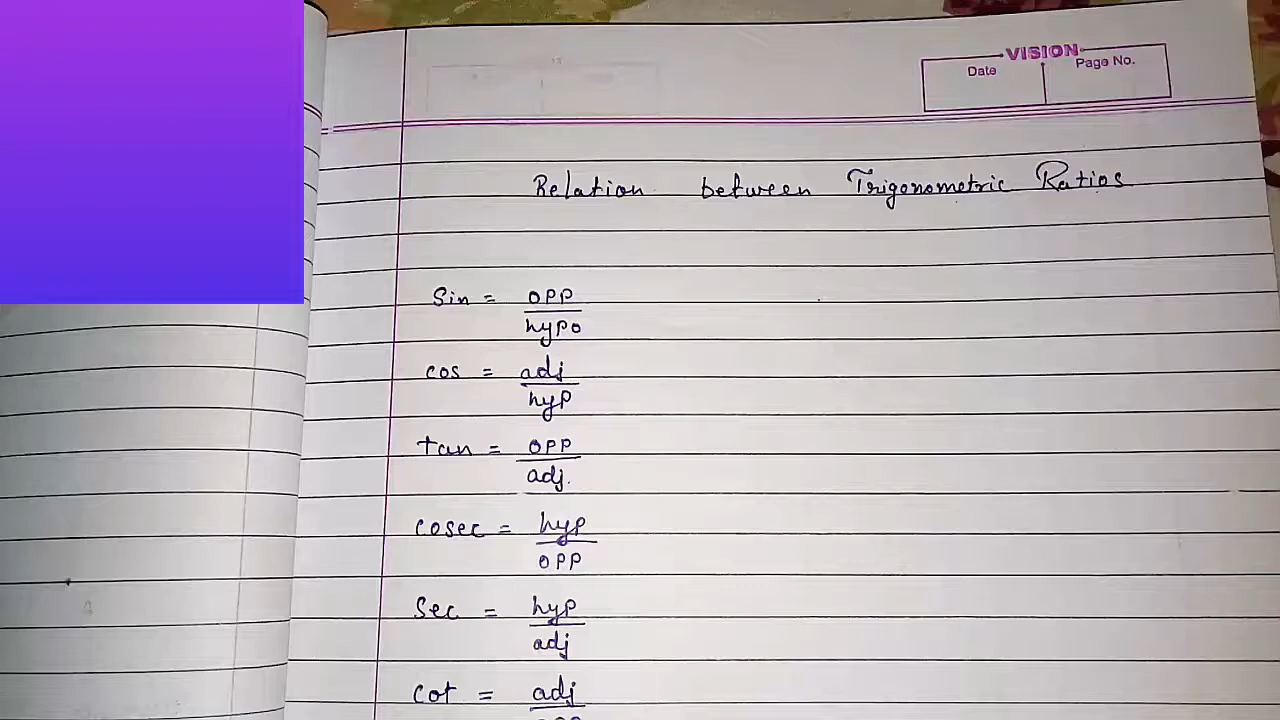 VISION
Date
Page No.
Relation between Trigonometric Ratios
Sin = opp
hypo
cos = adj
hyp
tan = opp
adj.
cosec = hyp
opp
Sec = hyp
adj
cot = adj